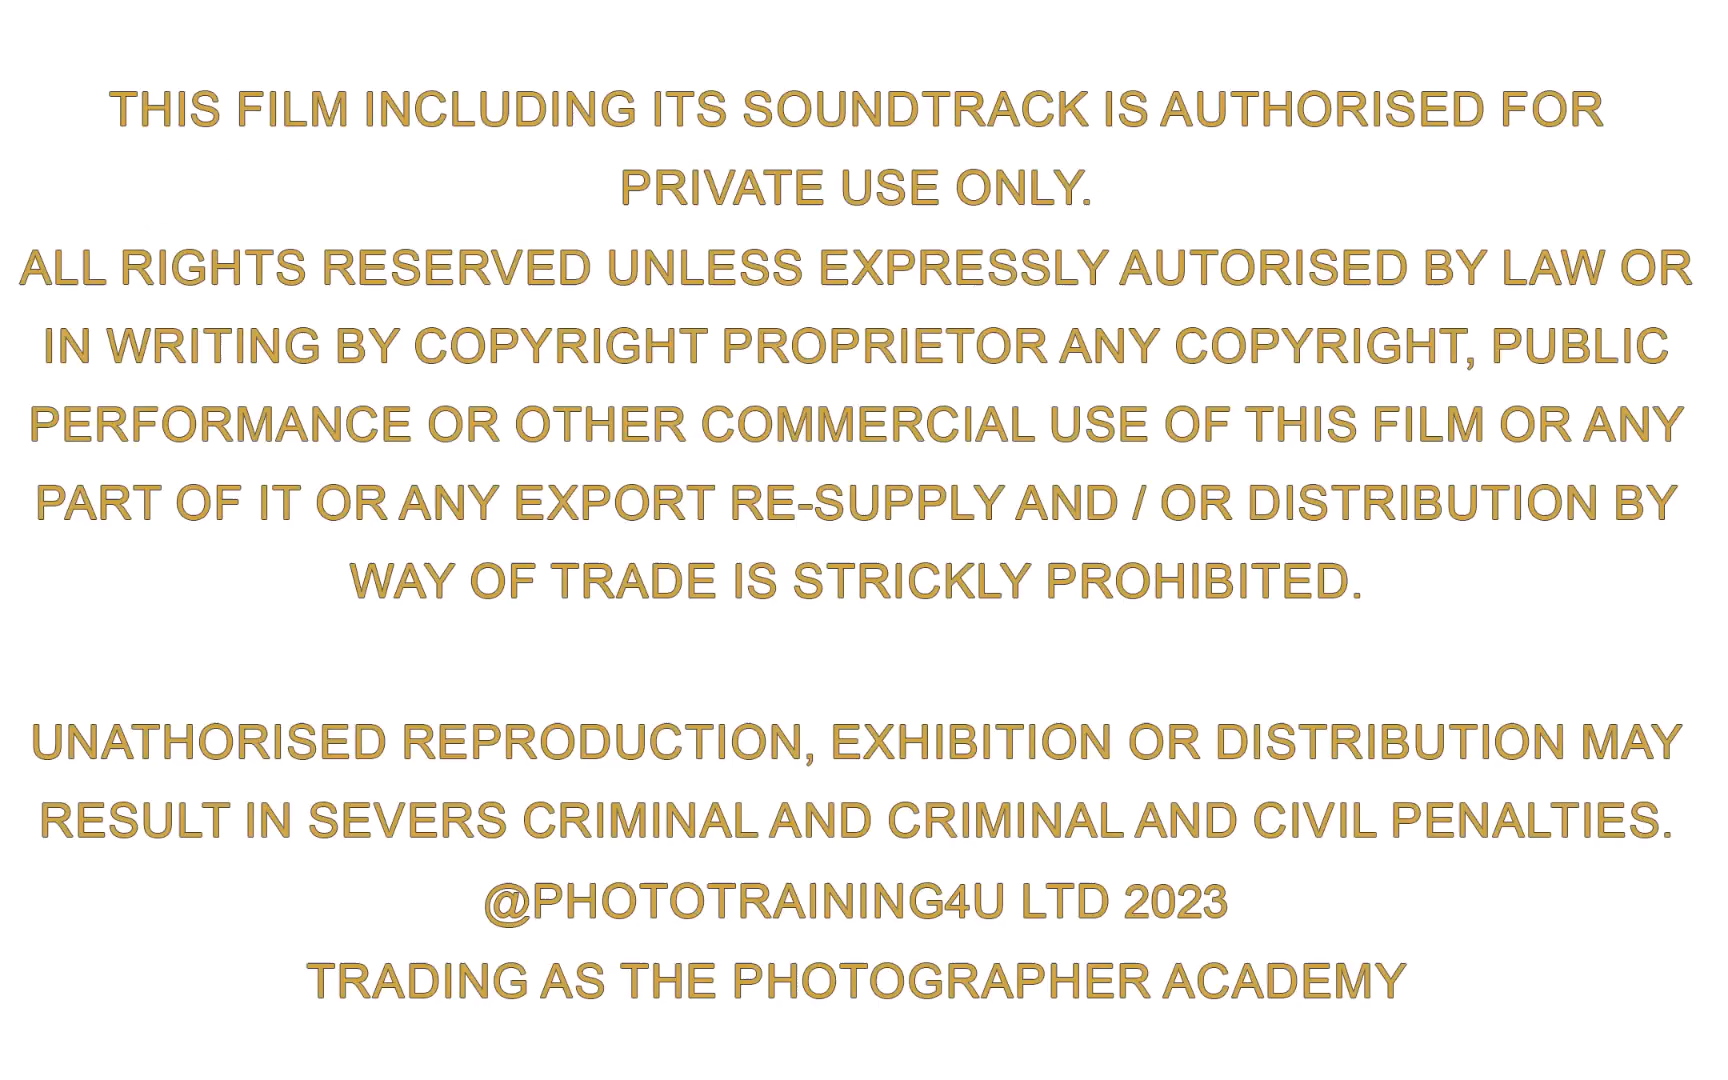 THIS FILM INCLUDING ITS SOUNDTRACK IS AUTHORISED FOR
PRIVATE USE ONLY.
ALL RIGHTS RESERVED UNLESS EXPRESSLY AUTORISED BY LAW OR
IN WRITING BY COPYRIGHT PROPRIETOR ANY COPYRIGHT, PUBLIC
PERFORMANCE OR OTHER COMMERCIAL USE OF THIS FILM OR ANY
PART OF IT OR ANY EXPORT RE-SUPPLY AND / OR DISTRIBUTION BY
WAY OF TRADE IS STRICKLY PROHIBITED.
UNATHORISED REPRODUCTION, EXHIBITION OR DISTRIBUTION MAY
RESULT IN SEVERS CRIMINAL AND CRIMINAL AND CIVIL PENALTIES.
@PHOTOTRAINING4U LTD 2023
TRADING AS THE PHOTOGRAPHER ACADEMY